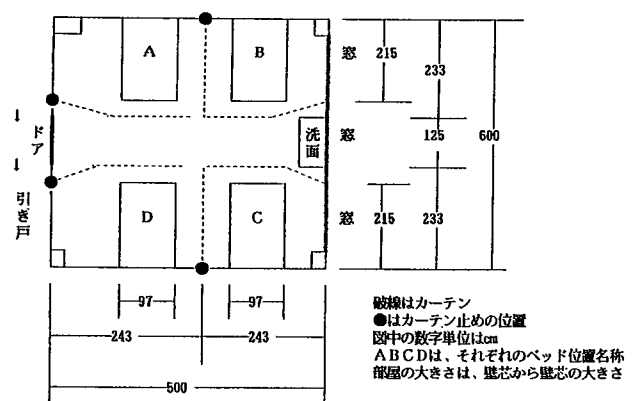 A
B
窓
215
233
↓
ドア
↓
引き戸
洗面
窓
125
600
D
C
窓
215
233
97
97
243
243
500
破線はカーテン
●はカーテン止めの位置
図中の数字単位は㎝
ABCDは、それぞれのベッド位置名称
部屋の大きさは、壁芯から壁芯の大きさ